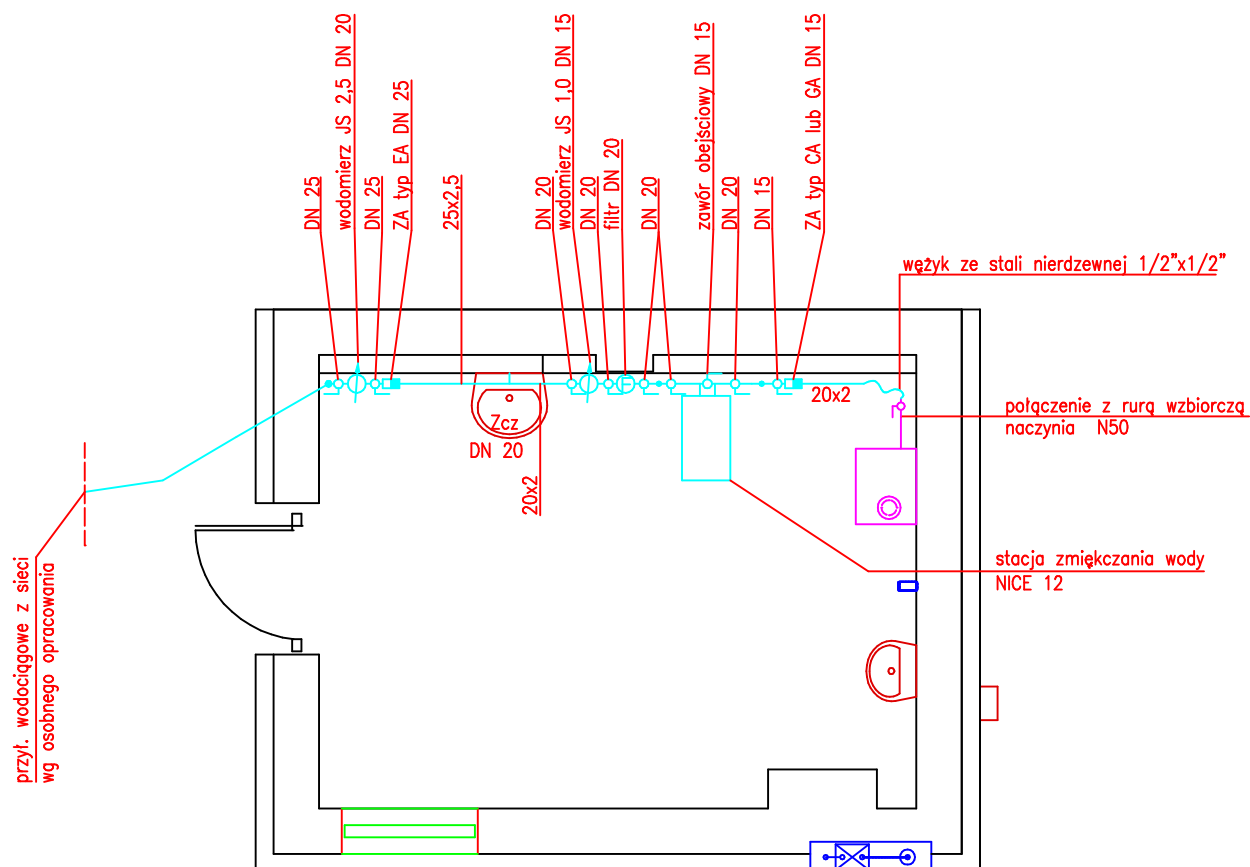 DN 25
wodomierz JS 2,5 DN 20
DN 25
ZA typ EA DN 25
25x2,5
DN 20
wodomierz JS 1,0 DN 15
DN 20
filtr DN 20
DN 20
zawór obejściowy DN 15
DN 20
DN 15
ZA typ CA lub GA DN 15
wężyk ze stali nierdzewnej 1/2"x1/2"
20x2
połączenie z rurą wzbiorczą
naczynia N50
Zcz
DN 20
20x2
stacja zmiękczania wody
NICE 12
przył. wodociągowe z sieci
wg osobnego opracowania
F